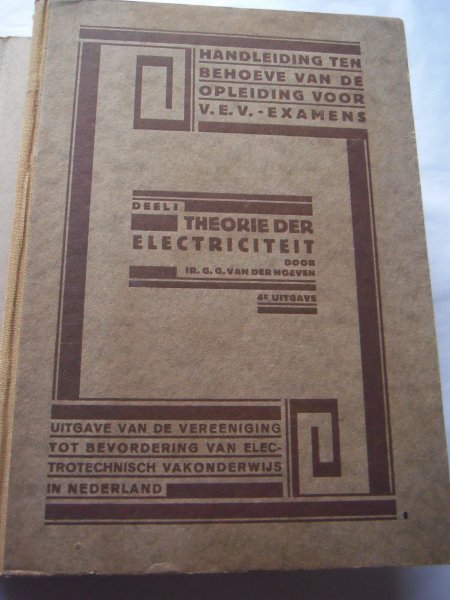 HANDLEIDING TEN
BEHOEVE VAN DE
OPLEIDING VOOR
V.E.V.-EXAMENS
DEEL I
THEORIE DER
ELECTRICITEIT
DOOR
IR. G. G. VAN DER HOEVEN
4E UITGAVE
UITGAVE VAN DE VEREENIGING
TOT BEVORDERING VAN ELEC-
TROTECHNISCH VAKONDERWIJS
IN NEDERLAND